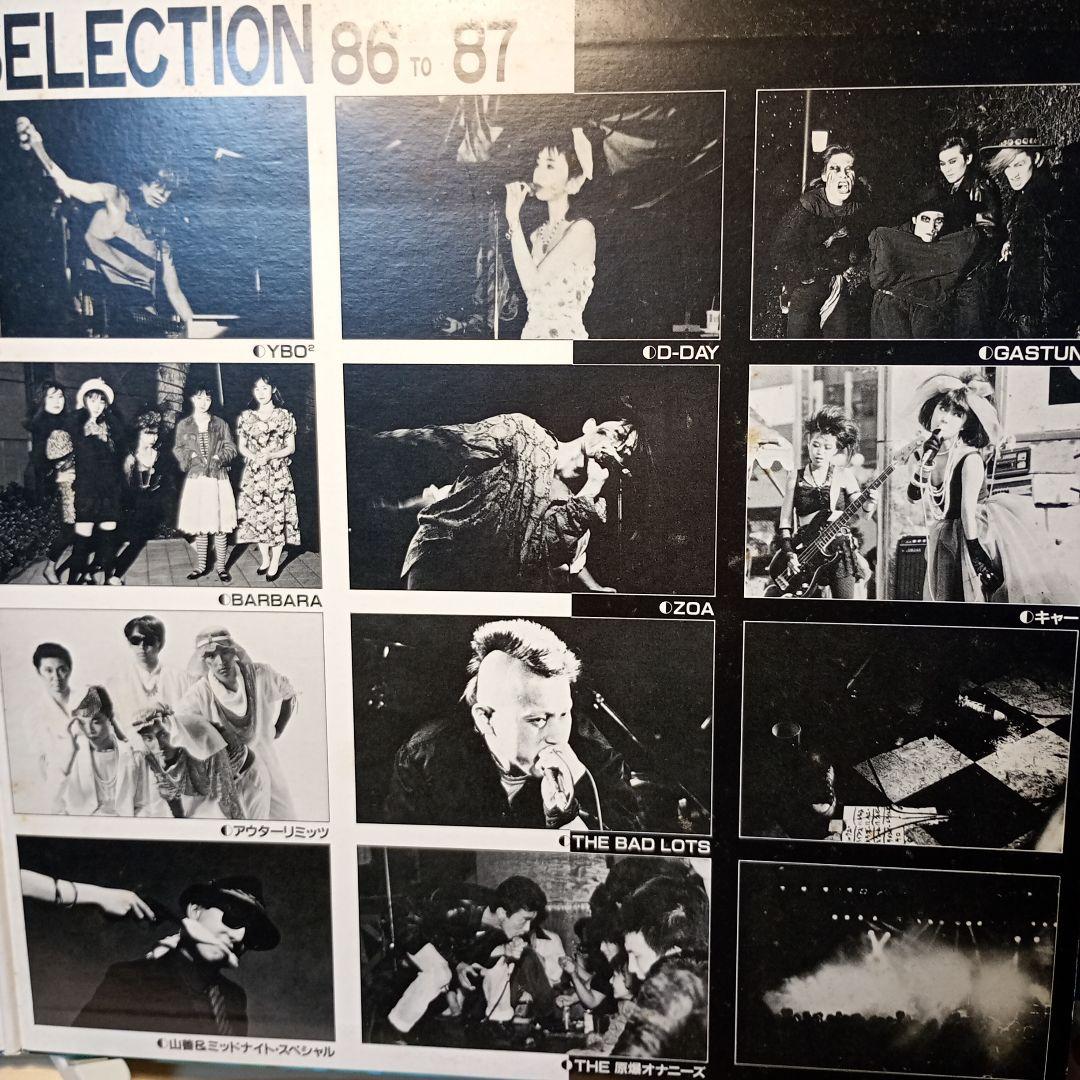 SELECTION 86 TO 87
◐YBO²
◐D-DAY
◐GASTUN
◐BARBARA
◐ZOA
◐キャー
◐アウターリミッツ
◐THE BAD LOTS
◐山善&ミッドナイト・スペシャル
◐THE 原爆オナニーズ